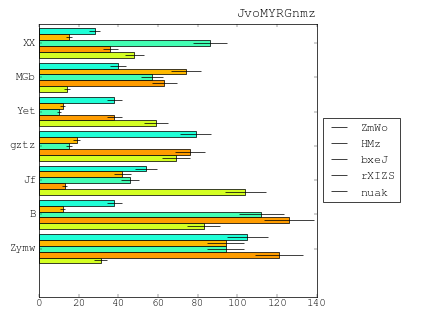 JvoMYRGnmz
XX
MGb
Yet
gztz
Jf
B
Zymw
0 20 40 60 80 100 120 140
ZmWo
HMz
bxeJ
rXIZS
nuak